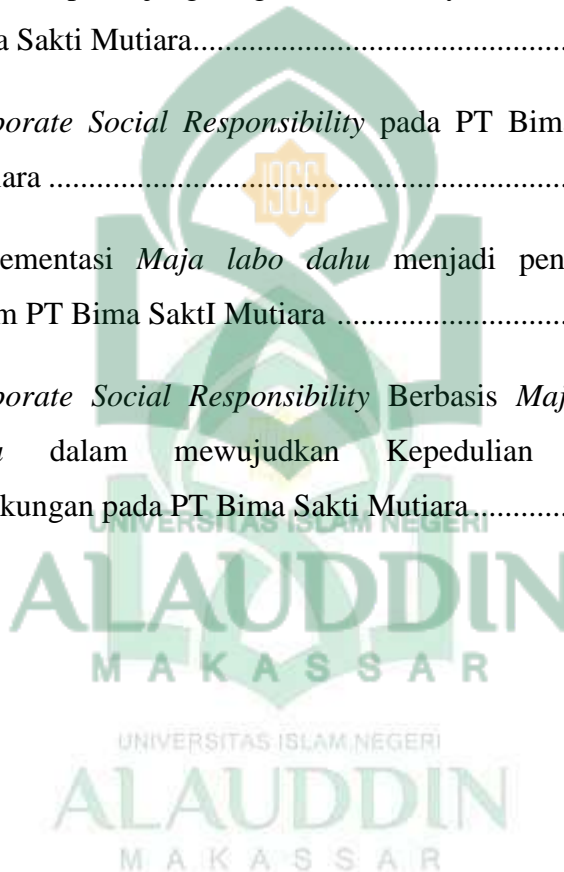 a Sakti Mutiara
porate Social Responsibility pada PT Bim
iara
1965
ementasi Maja labo dahu menjadi pen
m PT Bima SaktI Mutiara
porate Social Responsibility Berbasis Maj
dalam mewujudkan Kepedulian
kungan pada PT Bima Sakti Mutiara
UNIVERSITAS ISLAM NEGERI
ALAUDDIN
MAKASSAR
UNIVERSITAS ISLAM NEGERI
ALAUDDIN
MAKASSAR